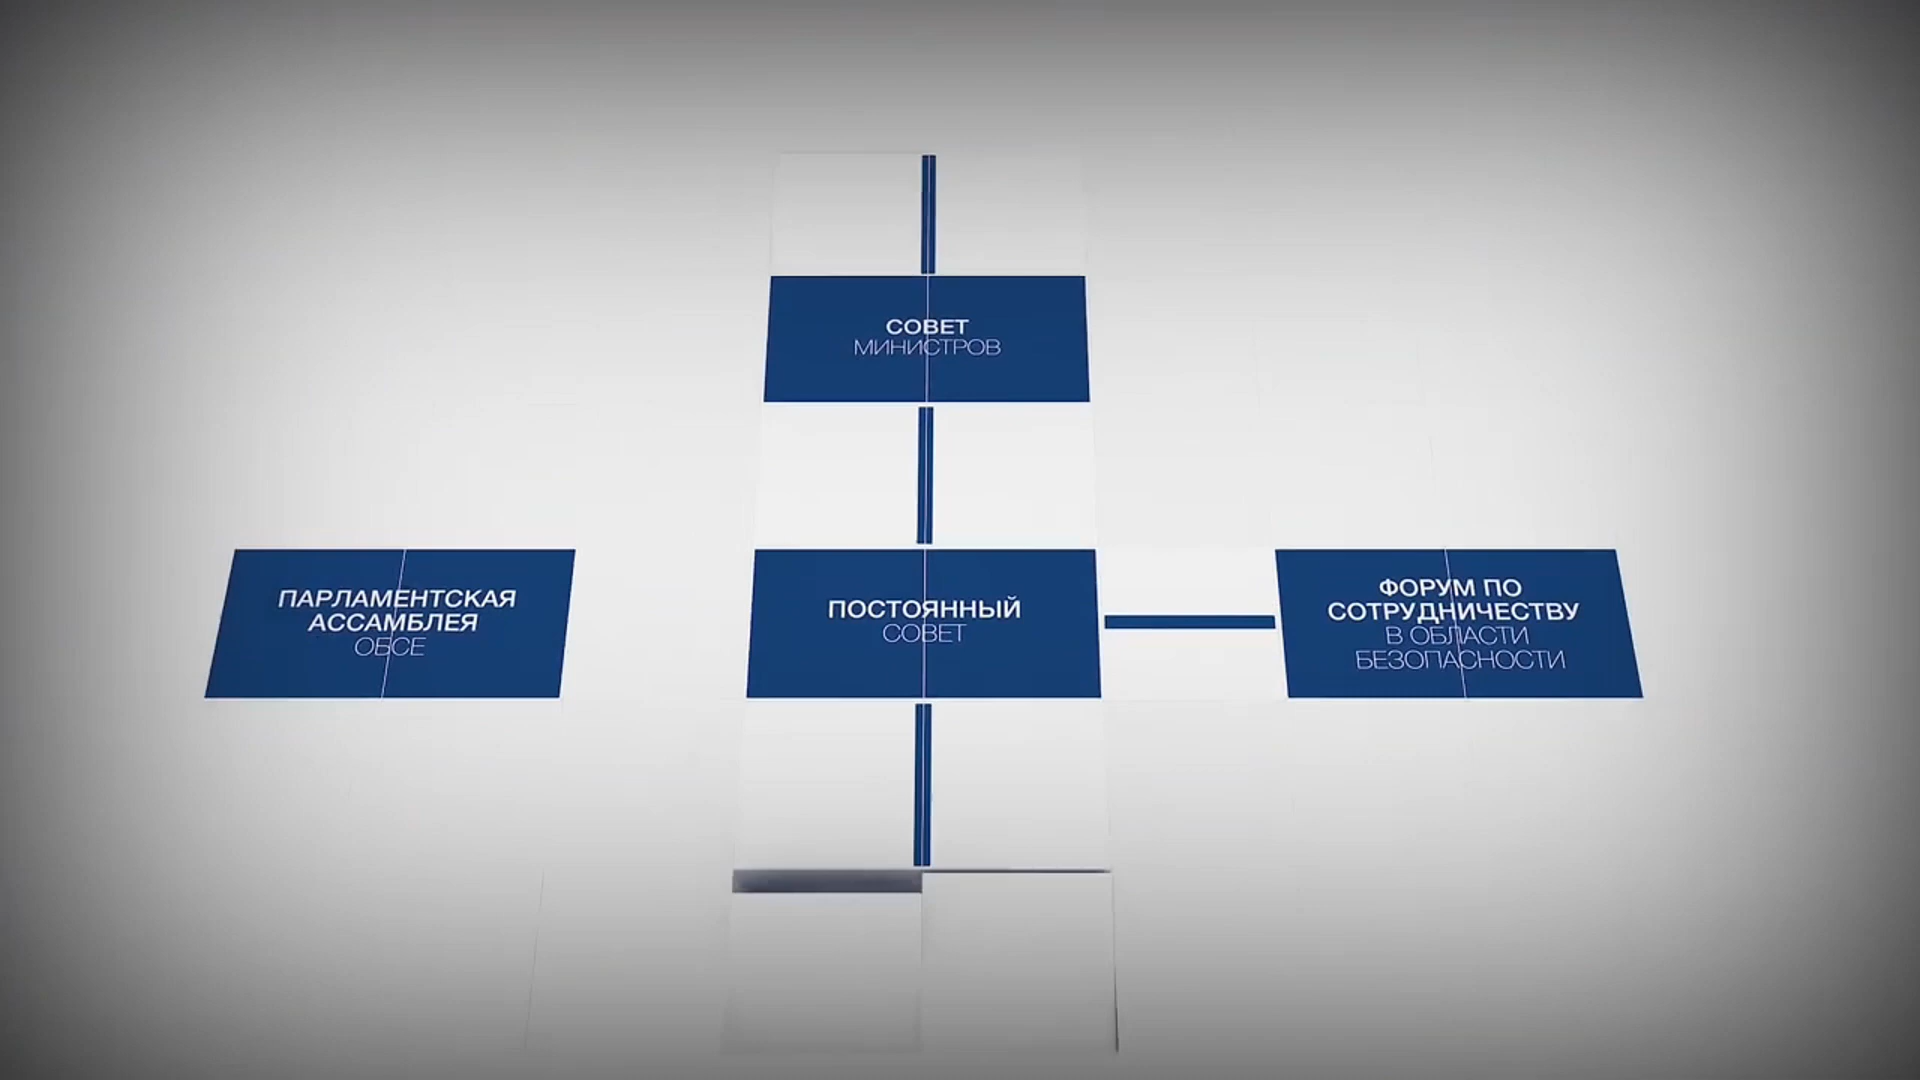 СОВЕТ
МИНИСТРОВ
ПАРЛАМЕНТСКАЯ
АССАМБЛЕЯ
ОБСЕ
ПОСТОЯННЫЙ
СОВЕТ
ФОРУМ ПО
СОТРУДНИЧЕСТВУ
В ОБЛАСТИ
БЕЗОПАСНОСТИ